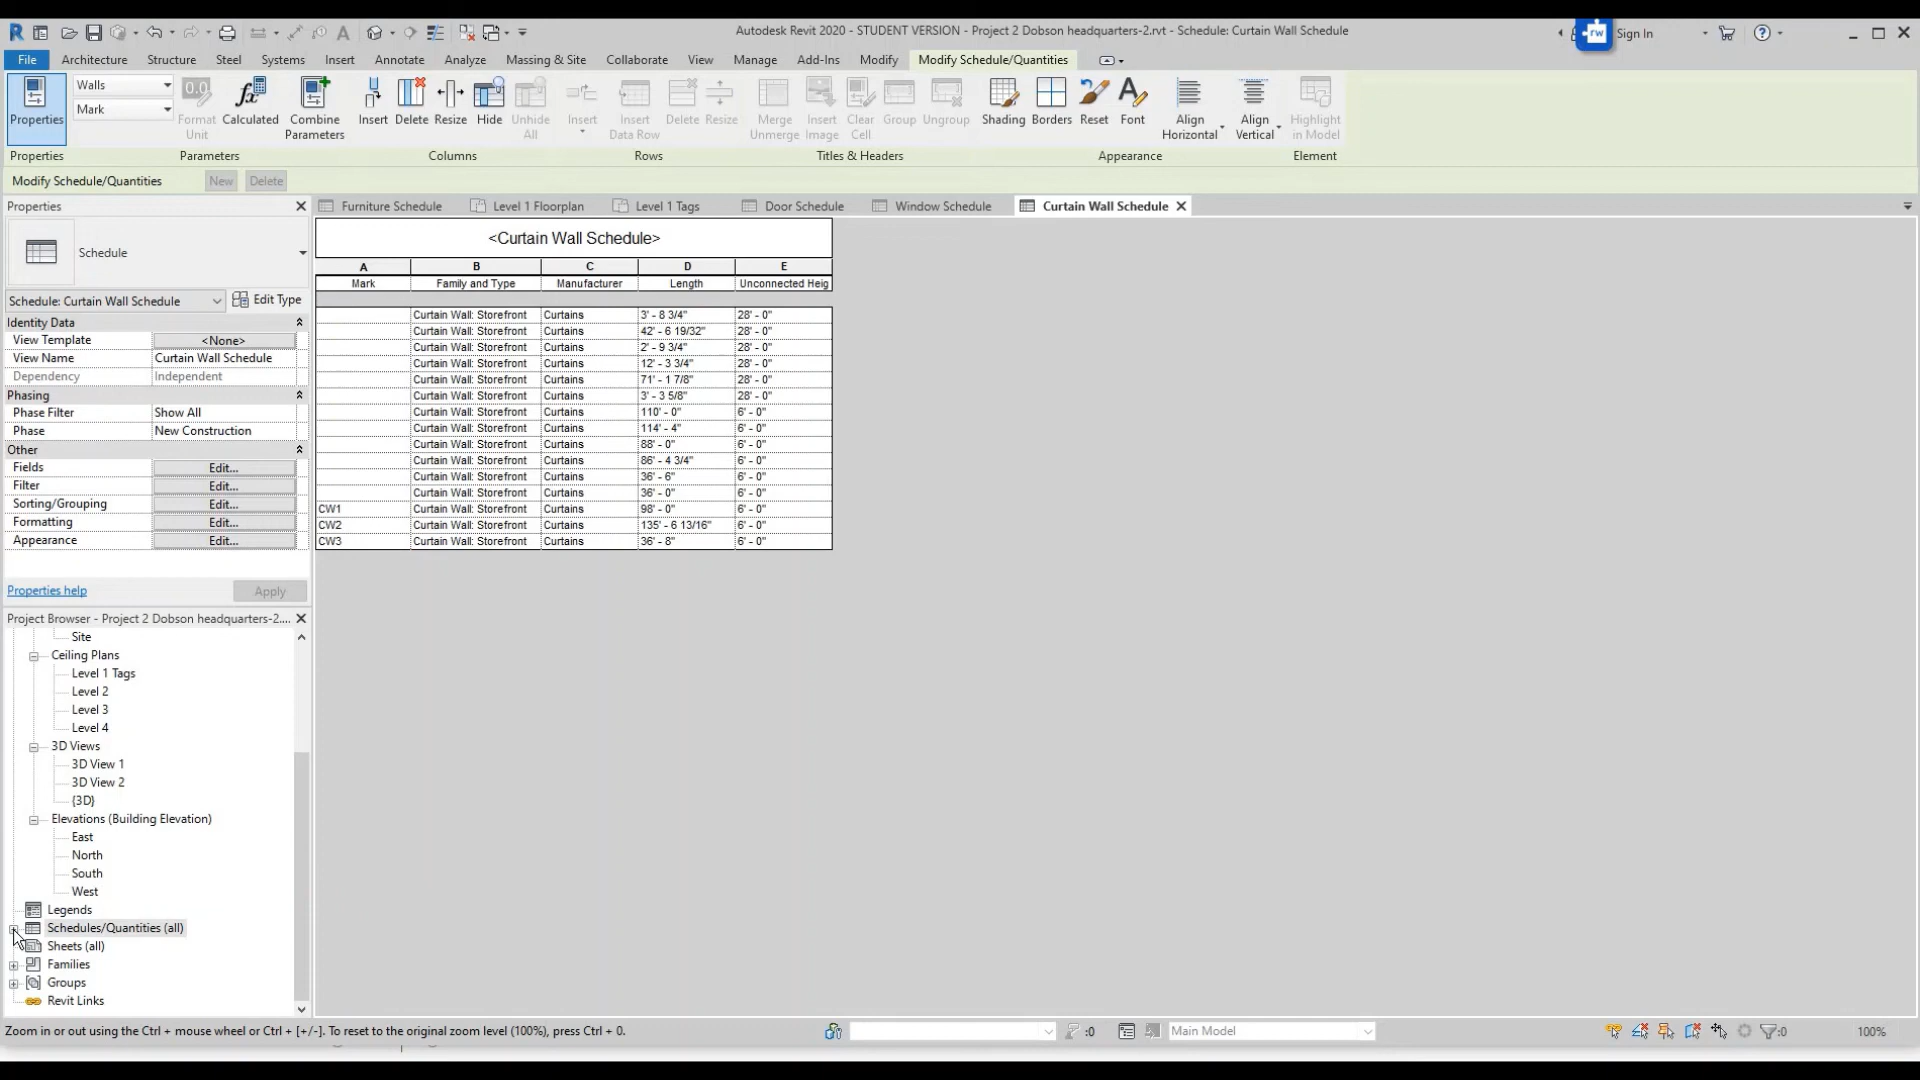 Autodesk Revit 2020 - STUDENT VERSION - Project 2 Dobson headquarters-2.rvt - Schedule: Curtain Wall Schedule
rw
Sign In
File Architecture Structure Steel Systems Insert Annotate Analyze Massing & Site Collaborate View Manage Add-Ins Modify Modify Schedule/Quantities
Properties
Walls
Mark
Format Unit
Calculated
Combine Parameters
Insert
Delete
Resize
Hide
Unhide All
Insert
Insert Data Row
Delete
Resize
Merge Unmerge
Insert Image
Clear Cell
Group
Ungroup
Shading
Borders
Reset
Font
Align Horizontal
Align Vertical
Highlight in Model
Properties Parameters Columns Rows Titles & Headers Appearance Element
Modify Schedule/Quantities New Delete
Properties
Furniture Schedule Level 1 Floorplan Level 1 Tags Door Schedule Window Schedule Curtain Wall Schedule
Schedule
Schedule: Curtain Wall Schedule Edit Type
Identity Data
View Template <None>
View Name Curtain Wall Schedule
Dependency Independent
Phasing
Phase Filter Show All
Phase New Construction
Other
Fields Edit...
Filter Edit...
Sorting/Grouping Edit...
Formatting Edit...
Appearance Edit...
Properties help Apply
<Curtain Wall Schedule>
A B C D E
Mark Family and Type Manufacturer Length Unconnected Heig
Curtain Wall: Storefront Curtains 3' - 8 3/4" 28' - 0"
Curtain Wall: Storefront Curtains 42' - 6 19/32" 28' - 0"
Curtain Wall: Storefront Curtains 2' - 9 3/4" 28' - 0"
Curtain Wall: Storefront Curtains 12' - 3 3/4" 28' - 0"
Curtain Wall: Storefront Curtains 71' - 1 7/8" 28' - 0"
Curtain Wall: Storefront Curtains 3' - 3 5/8" 28' - 0"
Curtain Wall: Storefront Curtains 110' - 0" 6' - 0"
Curtain Wall: Storefront Curtains 114' - 4" 6' - 0"
Curtain Wall: Storefront Curtains 88' - 0" 6' - 0"
Curtain Wall: Storefront Curtains 86' - 4 3/4" 6' - 0"
Curtain Wall: Storefront Curtains 36' - 6" 6' - 0"
Curtain Wall: Storefront Curtains 36' - 0" 6' - 0"
CW1 Curtain Wall: Storefront Curtains 98' - 0" 6' - 0"
CW2 Curtain Wall: Storefront Curtains 135' - 6 13/16" 6' - 0"
CW3 Curtain Wall: Storefront Curtains 36' - 8" 6' - 0"
Project Browser - Project 2 Dobson headquarters-2....
Site
Ceiling Plans
Level 1 Tags
Level 2
Level 3
Level 4
3D Views
3D View 1
3D View 2
{3D}
Elevations (Building Elevation)
East
North
South
West
Legends
Schedules/Quantities (all)
Sheets (all)
Families
Groups
Revit Links
Zoom in or out using the Ctrl + mouse wheel or Ctrl + [+/-]. To reset to the original zoom level (100%), press Ctrl + 0.
:0
Main Model
:0
100%